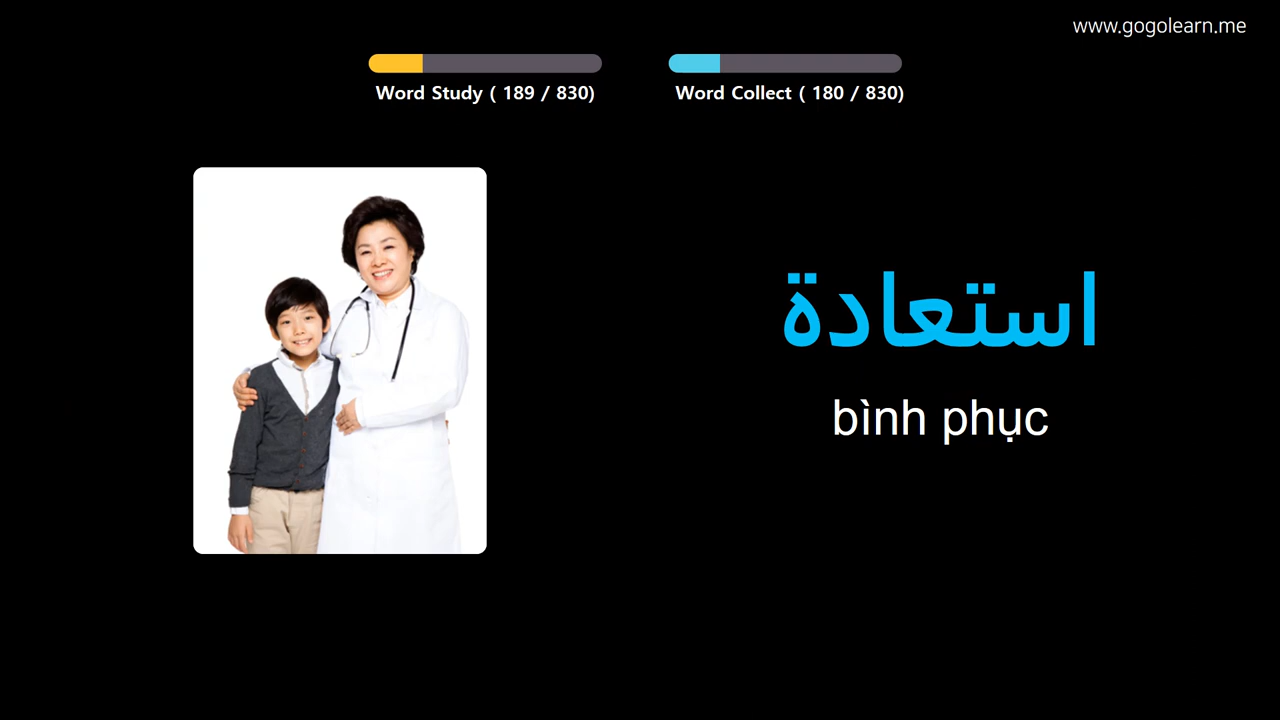 www.gogolearn.me
Word Study ( 189 / 830)
Word Collect ( 180 / 830)
استعادة
bình phục